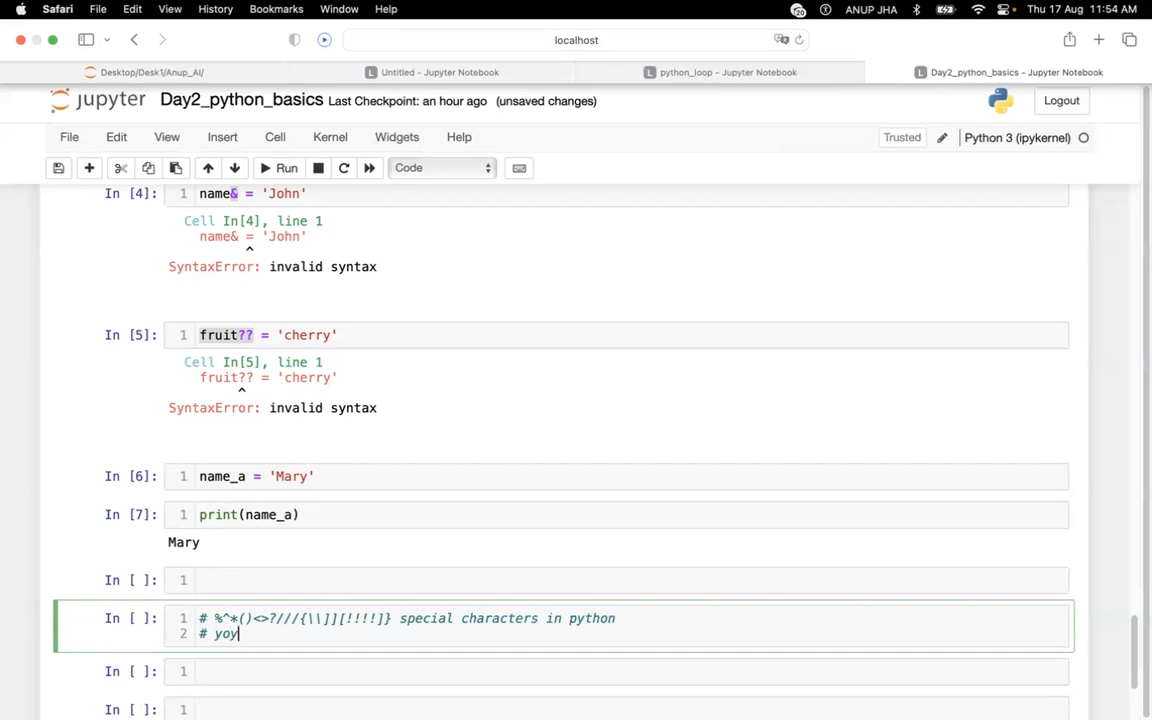 Safari File Edit View History Bookmarks Window Help 20 ANUP JHA Thu 17 Aug 11:54 AM
localhost
Desktop/Desk1/Anup_AI/ Untitled - Jupyter Notebook python_loop - Jupyter Notebook Day2_python_basics - Jupyter Notebook
jupyter Day2_python_basics Last Checkpoint: an hour ago (unsaved changes) Logout
File Edit View Insert Cell Kernel Widgets Help Trusted Python 3 (ipykernel)
Run Code
In [4]: 1 name& = 'John'
Cell In[4], line 1
name& = 'John'
^
SyntaxError: invalid syntax
In [5]: 1 fruit?? = 'cherry'
Cell In[5], line 1
fruit?? = 'cherry'
^
SyntaxError: invalid syntax
In [6]: 1 name_a = 'Mary'
In [7]: 1 print(name_a)
Mary
In [ ]: 1
In [ ]: 1 # %^*()<>?///{\\]][!!!!]} special characters in python
2 # yoy
In [ ]: 1
In [ ]: 1